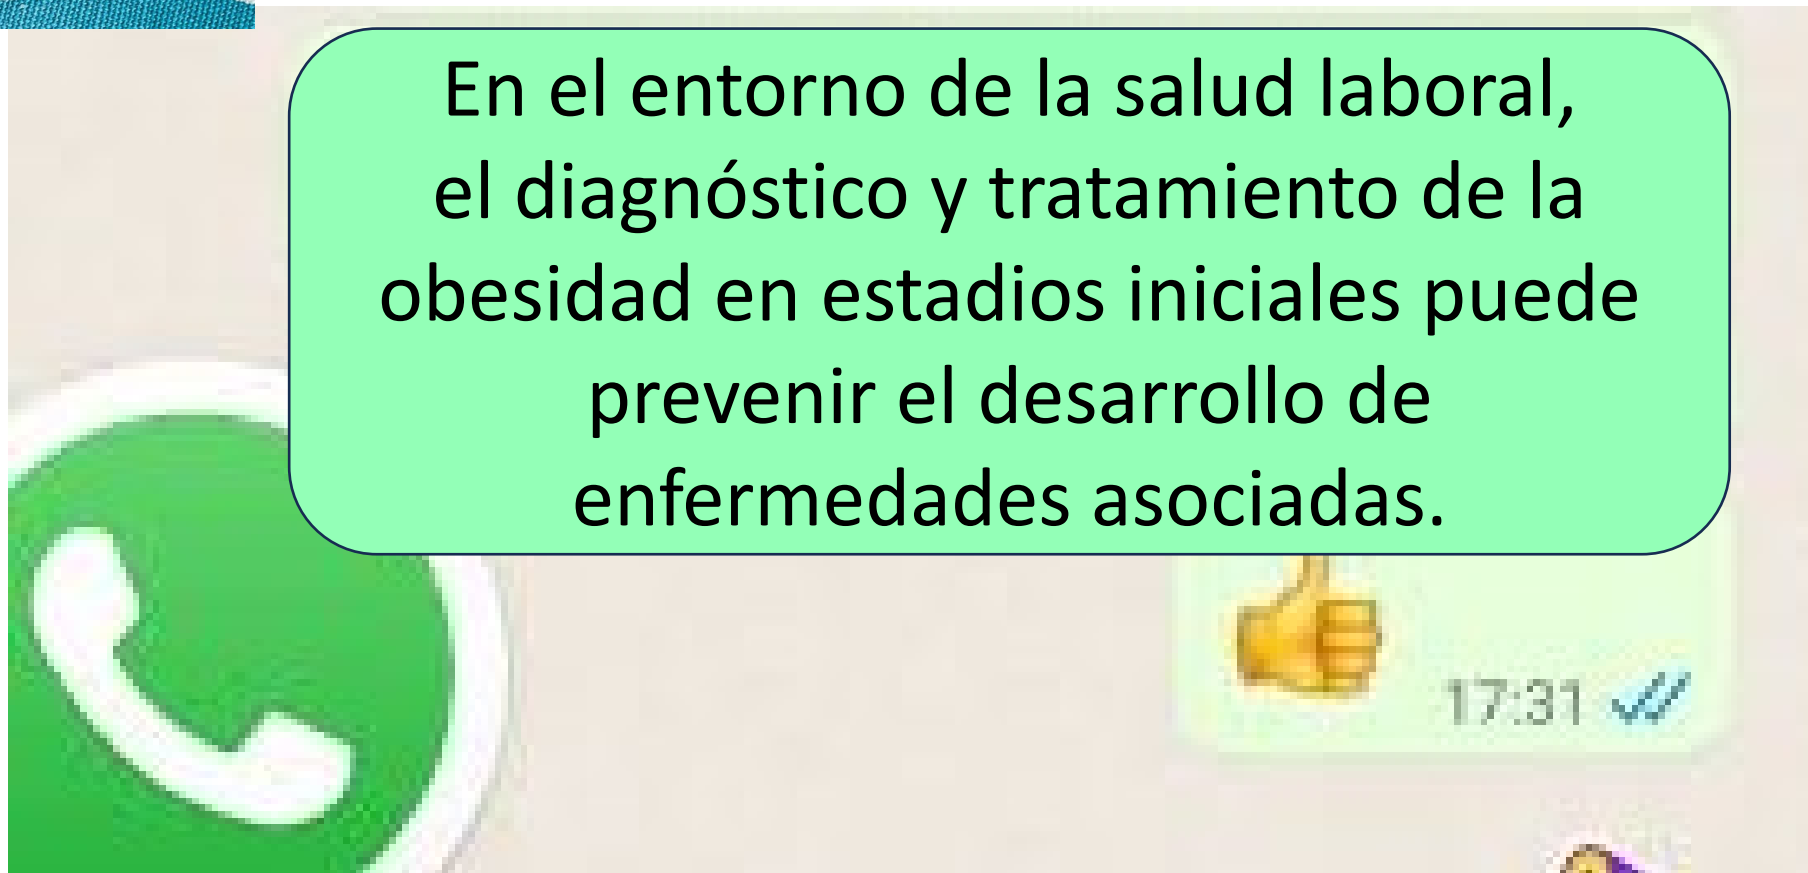 En el entorno de la salud laboral,
el diagnóstico y tratamiento de la
obesidad en estadios iniciales puede
prevenir el desarrollo de
enfermedades asociadas.
17:31